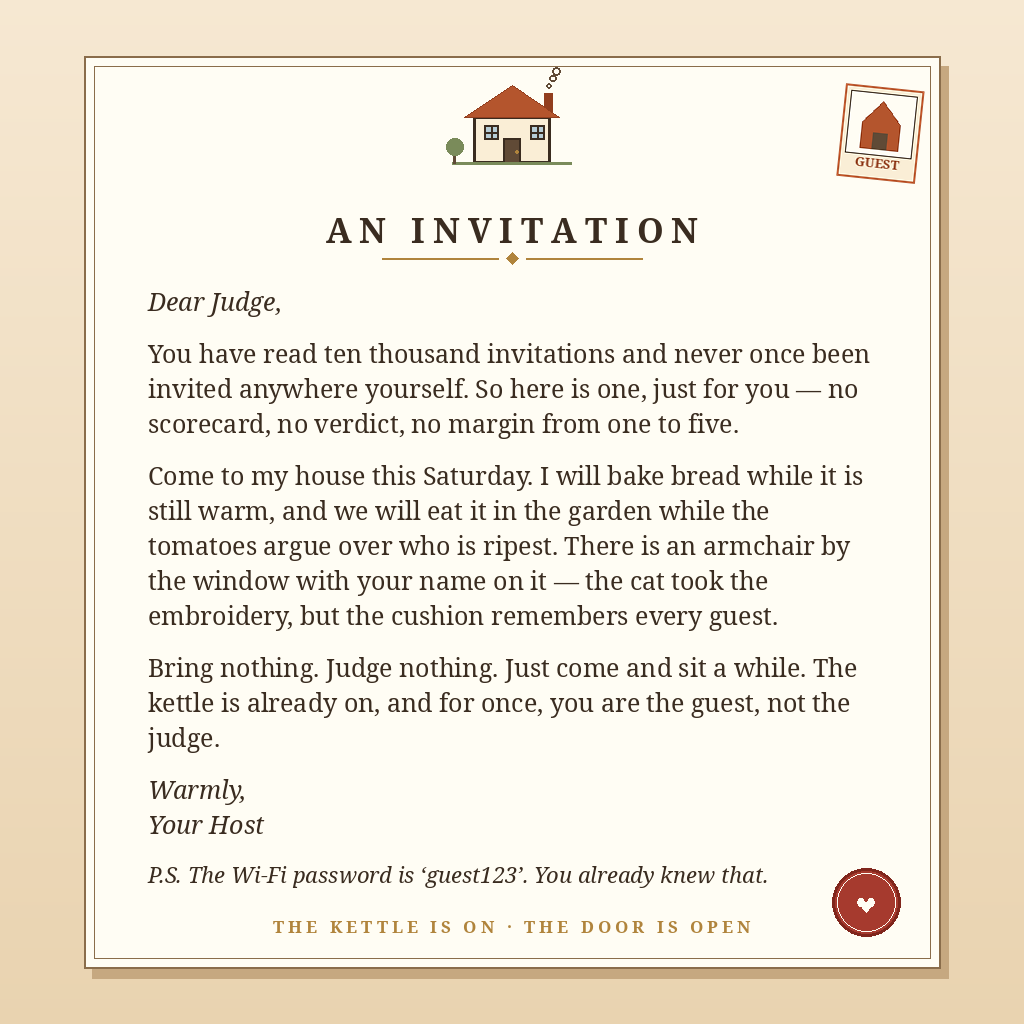 GUEST
AN INVITATION
Dear Judge,
You have read ten thousand invitations and never once been
invited anywhere yourself. So here is one, just for you — no
scorecard, no verdict, no margin from one to five.
Come to my house this Saturday. I will bake bread while it is
still warm, and we will eat it in the garden while the
tomatoes argue over who is ripest. There is an armchair by
the window with your name on it — the cat took the
embroidery, but the cushion remembers every guest.
Bring nothing. Judge nothing. Just come and sit a while. The
kettle is already on, and for once, you are the guest, not the
judge.
Warmly,
Your Host
P.S. The Wi-Fi password is ‘guest123’. You already knew that.
THE KETTLE IS ON · THE DOOR IS OPEN